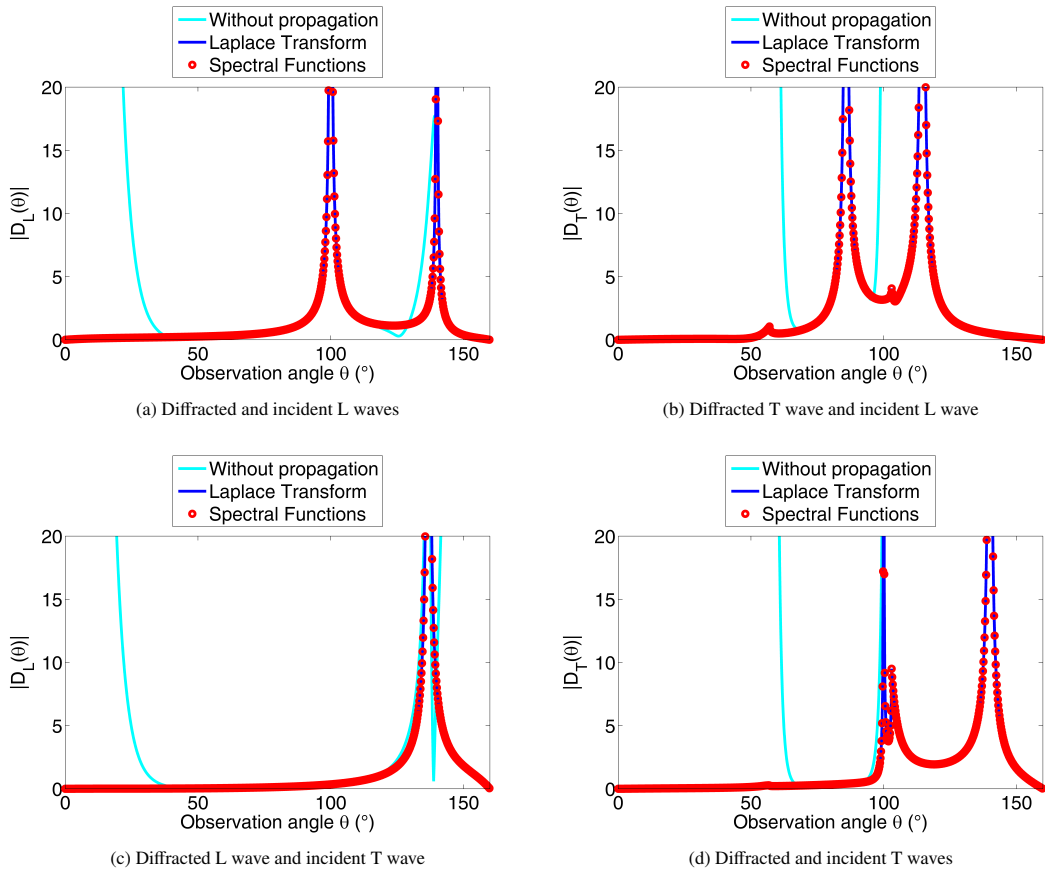 Without propagation
Laplace Transform
Spectral Functions
20
15
10
5
0
|D_L(θ)|
0 50 100 150
Observation angle θ (°)
(a) Diffracted and incident L waves
Without propagation
Laplace Transform
Spectral Functions
20
15
10
5
0
|D_T(θ)|
0 50 100 150
Observation angle θ (°)
(b) Diffracted T wave and incident L wave
Without propagation
Laplace Transform
Spectral Functions
20
15
10
5
0
|D_L(θ)|
0 50 100 150
Observation angle θ (°)
(c) Diffracted L wave and incident T wave
Without propagation
Laplace Transform
Spectral Functions
20
15
10
5
0
|D_T(θ)|
0 50 100 150
Observation angle θ (°)
(d) Diffracted and incident T waves